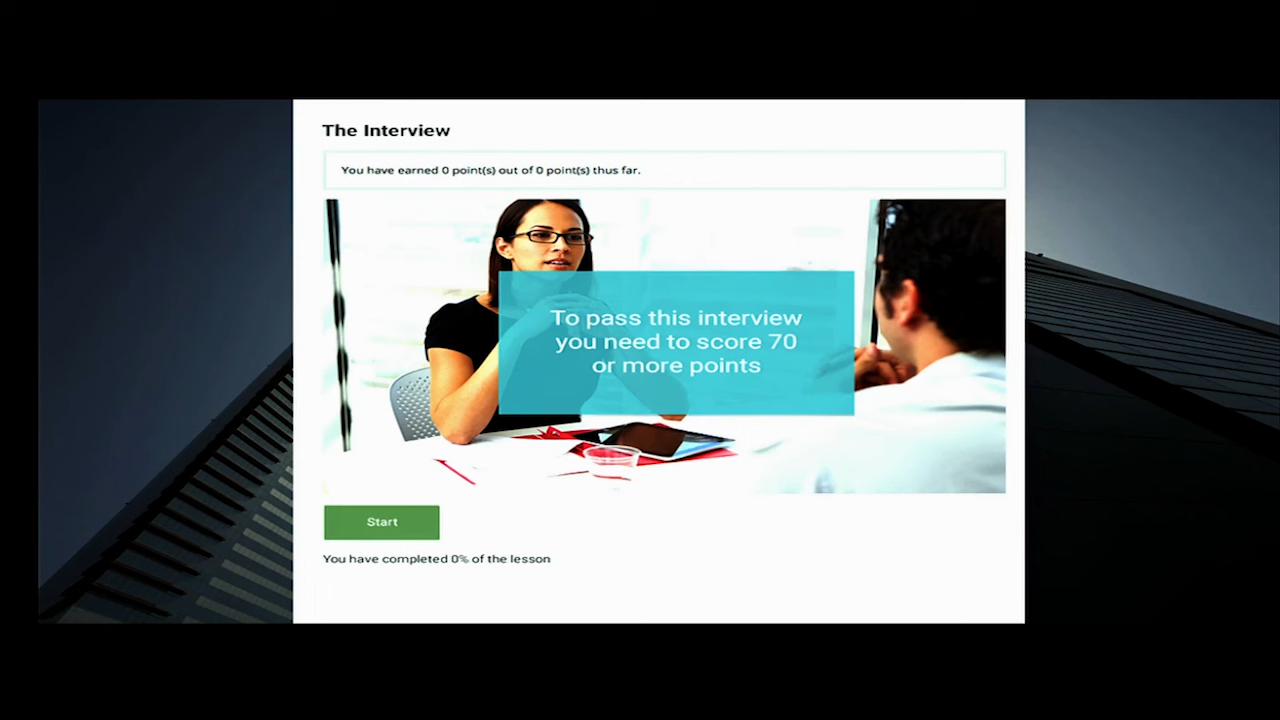 The Interview
You have earned 0 point(s) out of 0 point(s) thus far.
To pass this interview
you need to score 70
or more points
Start
You have completed 0% of the lesson